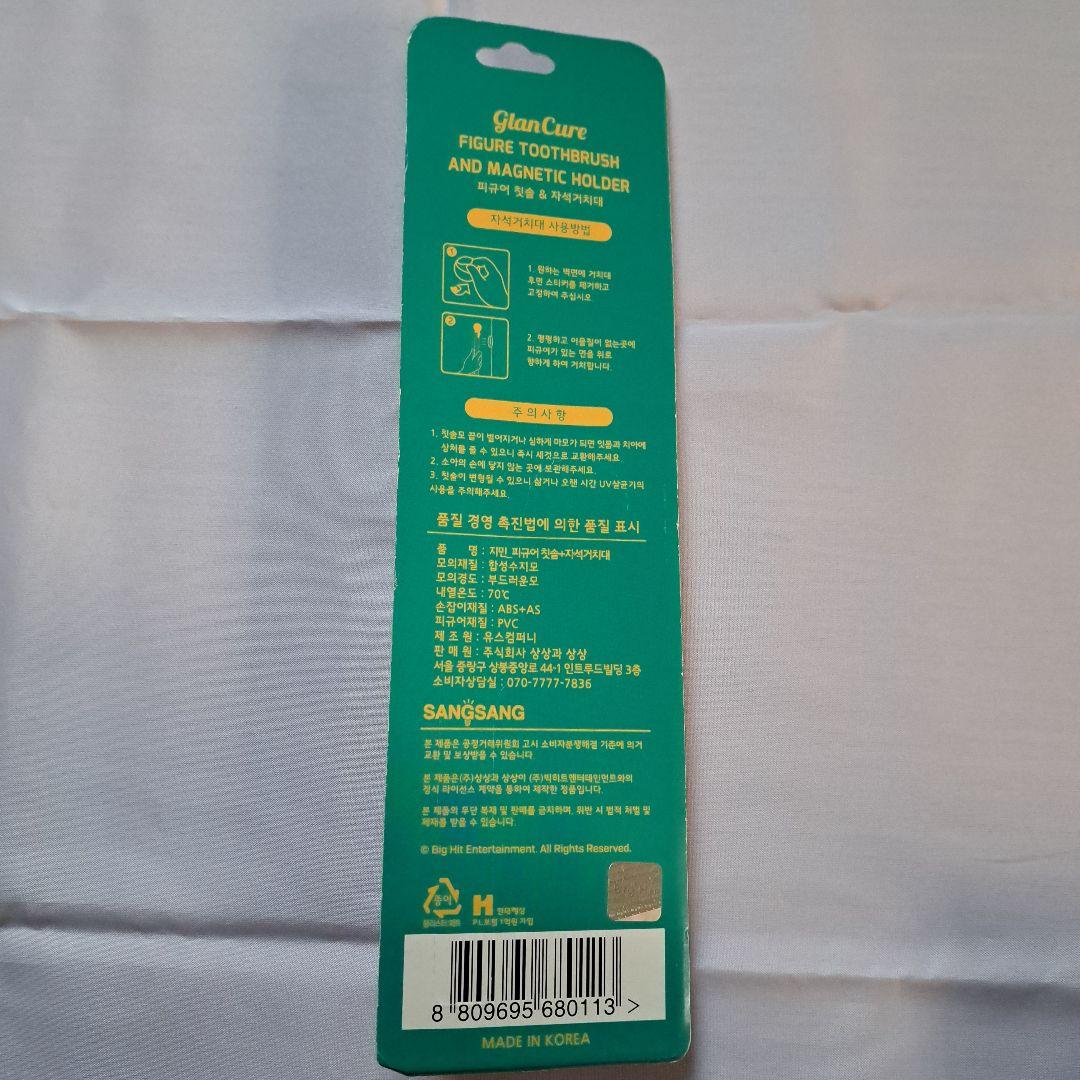 GlanCure
FIGURE TOOTHBRUSH
AND MAGNETIC HOLDER
피규어 칫솔 & 자석거치대
자석거치대 사용방법
1
1. 원하는 벽면에 거치대
후면 스티커를 제거하고
고정하여 주십시오.
2
2. 평평하고 이물질이 없는곳에
피규어가 있는 면을 위로
향하게 하여 거치합니다.
주 의 사 항
1. 칫솔모 끝이 벌어지거나 심하게 마모가 되면 잇몸과 치아에
상처를 줄 수 있으니 즉시 새것으로 교환해주세요.
2. 소아의 손에 닿지 않는 곳에 보관해주세요.
3. 칫솔이 변형될 수 있으니 삶거나 오랜 시간 UV살균기의
사용을 주의해주세요.
품질 경영 촉진법에 의한 품질 표시
품 명 : 지민_피규어 칫솔+자석거치대
모의재질 : 합성수지모
모의경도 : 부드러운모
내열온도 : 70℃
손잡이재질 : ABS+AS
피규어재질 : PVC
제 조 원 : 유스컴퍼니
판 매 원 : 주식회사 상상과 상상
서울 중랑구 상봉중앙로 44-1 인트루드빌딩 3층
소비자상담실 : 070-7777-7836
SANGSANG
본 제품은 공정거래위원회 고시 소비자분쟁해결 기준에 의거
교환 및 보상받을 수 있습니다.
본 제품은(주)상상과 상상이 (주)빅히트엔터테인먼트와의
정식 라이선스 계약을 통하여 제작한 정품입니다.
본 제품의 무단 복제 및 판매를 금지하며, 위반 시 법적 처벌 및
제재를 받을 수 있습니다.
© Big Hit Entertainment. All Rights Reserved.
종이
H 현대해상
P.L.보험 1억원 가입
Big Hit
8 809695 680113 >
MADE IN KOREA